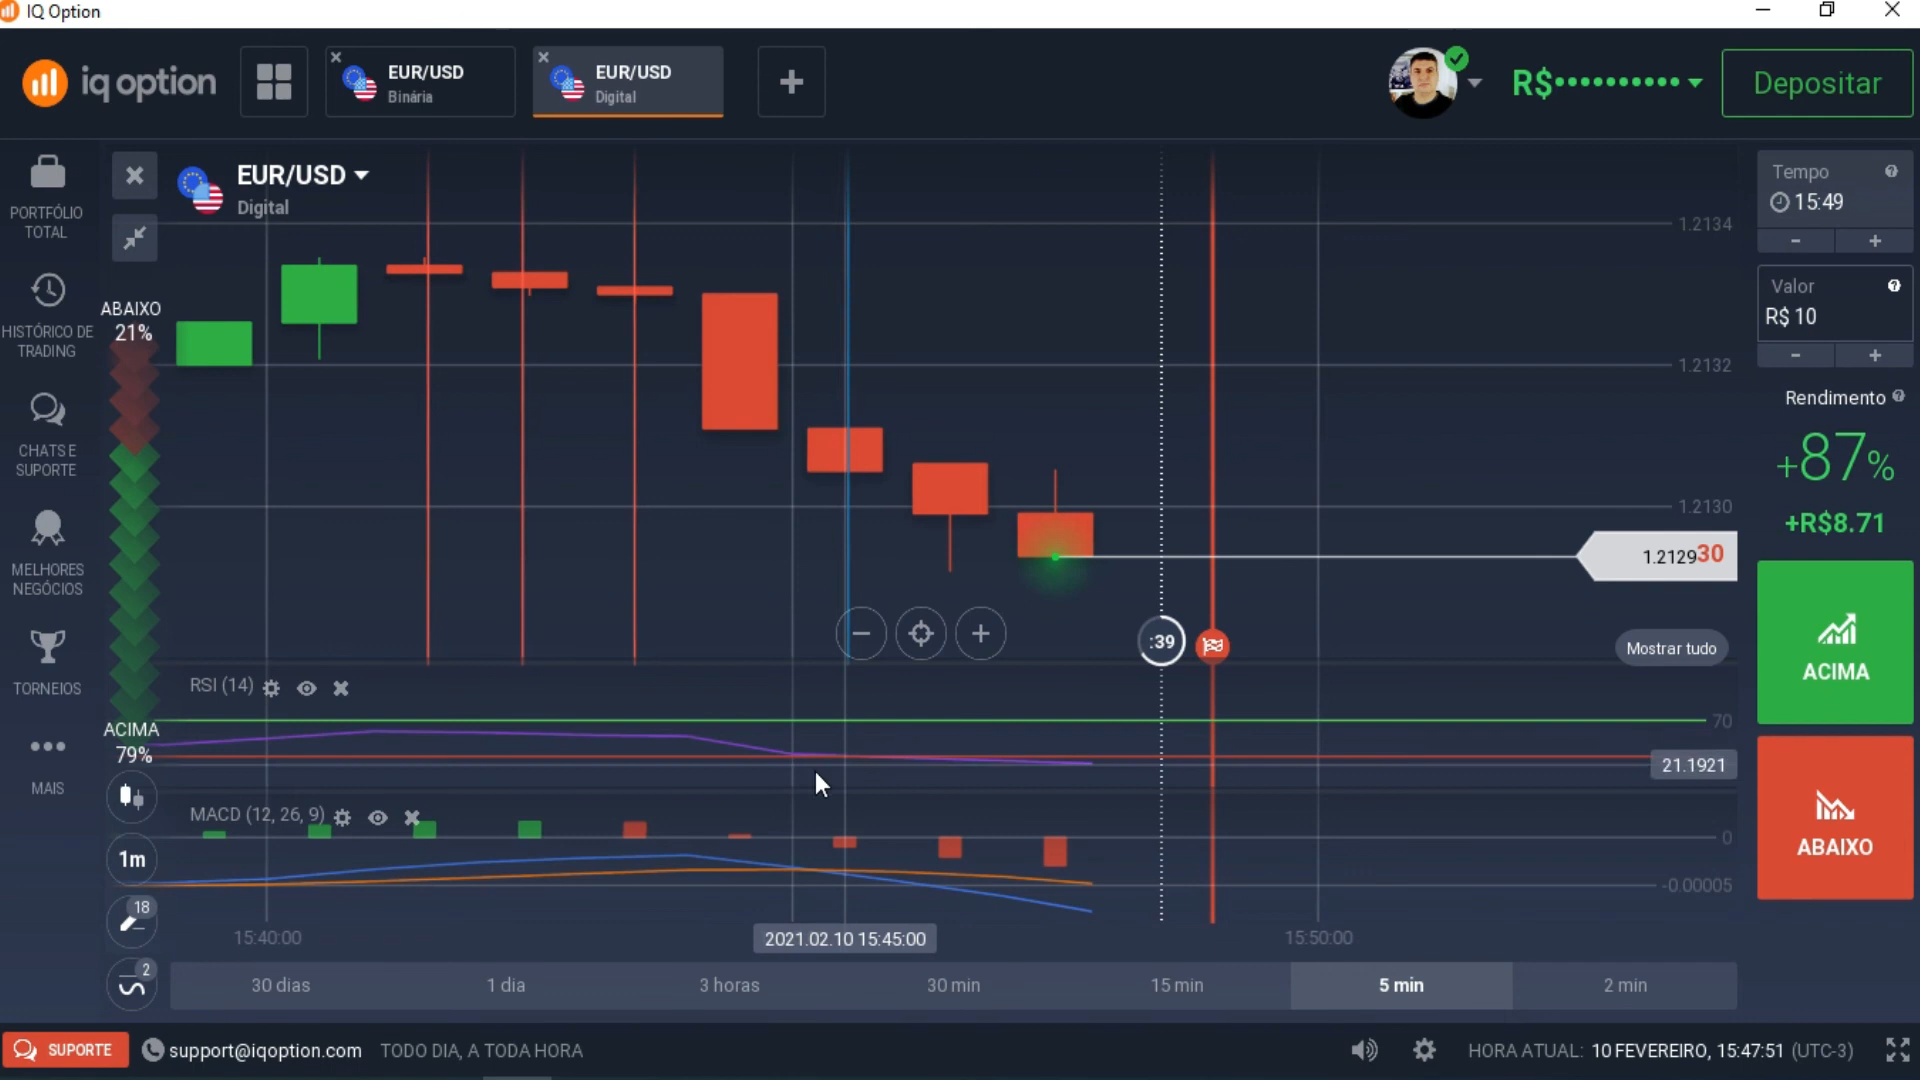 IQ Option
iq option
EUR/USD
Binária
EUR/USD
Digital
R$••••••••••
Depositar
PORTFÓLIO
TOTAL
HISTÓRICO DE
TRADING
CHATS E
SUPORTE
MELHORES
NEGÓCIOS
TORNEIOS
MAIS
EUR/USD
Digital
ABAIXO
21%
ACIMA
79%
1m
18
2
1.2134
1.2132
1.2130
1.212930
:39
Mostrar tudo
RSI (14)
70
21.1921
MACD (12, 26, 9)
0
-0.00005
15:40:00
2021.02.10 15:45:00
15:50:00
30 dias
1 dia
3 horas
30 min
15 min
5 min
2 min
Tempo
15:49
- +
Valor
R$ 10
- +
Rendimento
+87%
+R$8.71
ACIMA
ABAIXO
SUPORTE
support@iqoption.com
TODO DIA, A TODA HORA
HORA ATUAL: 10 FEVEREIRO, 15:47:51 (UTC-3)